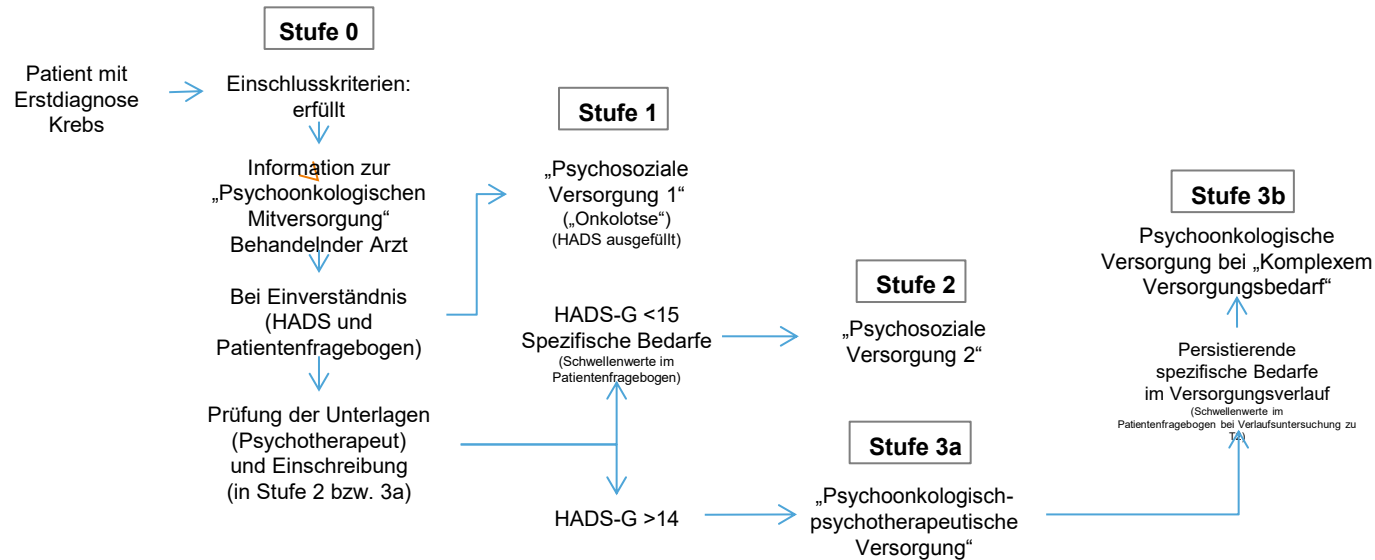 Stufe 0
Patient mit
Erstdiagnose
Krebs
Einschlusskriterien:
erfüllt
Information zur
„Psychoonkologischen
Mitversorgung“
Behandelnder Arzt
Bei Einverständnis
(HADS und
Patientenfragebogen)
Prüfung der Unterlagen
(Psychotherapeut)
und Einschreibung
(in Stufe 2 bzw. 3a)
Stufe 1
„Psychosoziale
Versorgung 1“
(„Onkolotse“)
(HADS ausgefüllt)
HADS-G <15
Spezifische Bedarfe
(Schwellenwerte im
Patientenfragebogen)
HADS-G >14
Stufe 2
„Psychosoziale
Versorgung 2“
Stufe 3a
„Psychoonkologisch-
psychotherapeutische
Versorgung“
Stufe 3b
Psychoonkologische
Versorgung bei „Komplexem
Versorgungsbedarf“
Persistierende
spezifische Bedarfe
im Versorgungsverlauf
(Schwellenwerte im
Patientenfragebogen bei Verlaufsuntersuchung zu
T2)